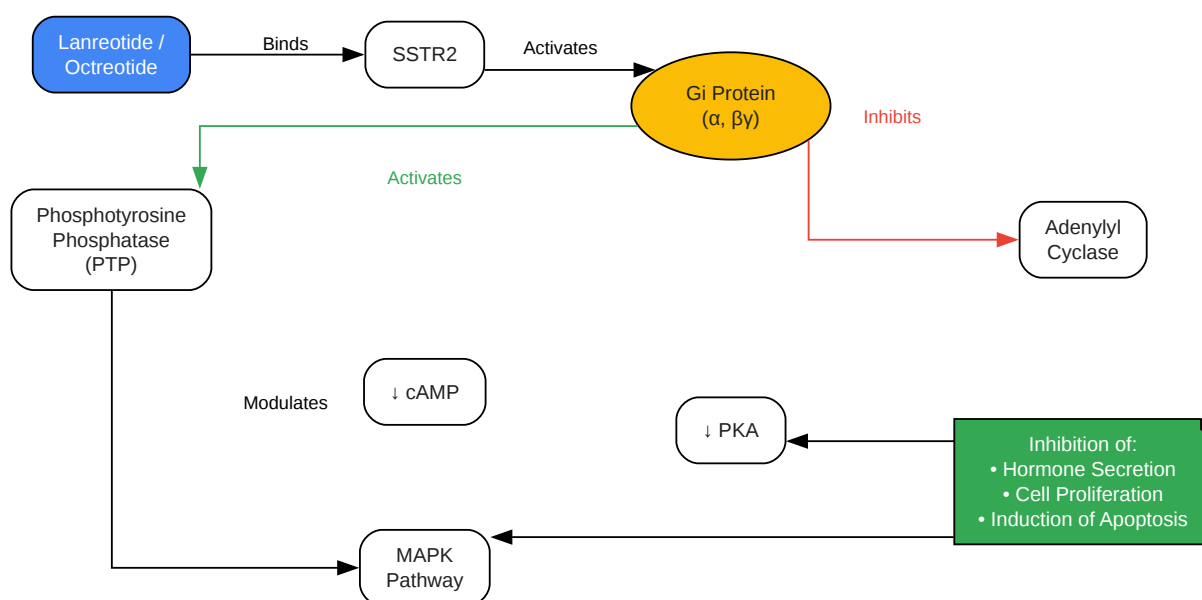 Lanreotide /
Octreotide
Binds
SSTR2
Activates
Gi Protein
(α, βγ)
Inhibits
Activates
Phosphotyrosine
Phosphatase
(PTP)
Adenylyl
Cyclase
Modulates
↓ cAMP
↓ PKA
Inhibition of:
• Hormone Secretion
• Cell Proliferation
• Induction of Apoptosis
MAPK
Pathway